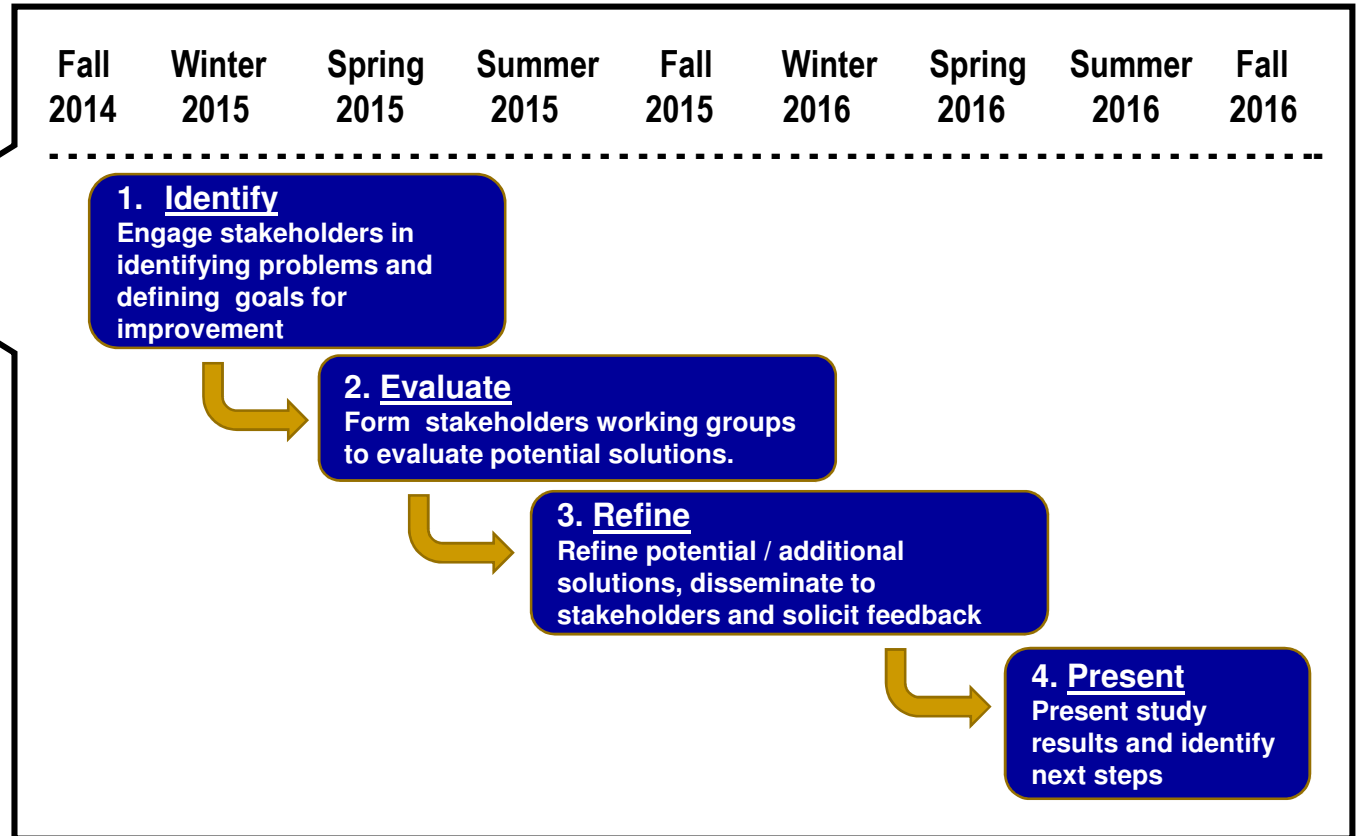 Fall Winter Spring Summer Fall Winter Spring Summer Fall
2014 2015 2015 2015 2015 2016 2016 2016 2016
1. Identify
Engage stakeholders in
identifying problems and
defining goals for
improvement
2. Evaluate
Form stakeholders working groups
to evaluate potential solutions.
3. Refine
Refine potential / additional
solutions, disseminate to
stakeholders and solicit feedback
4. Present
Present study
results and identify
next steps